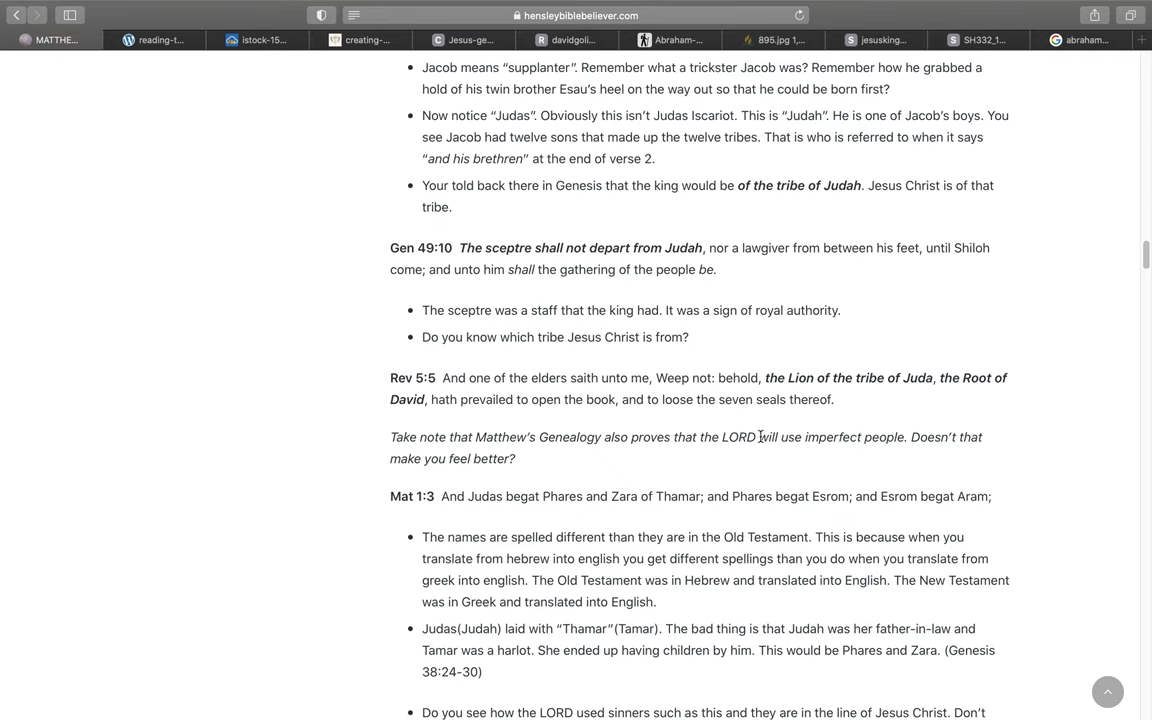 hensleybiblebeliever.com
MATTHE...
reading-t...
istock-15...
creating-...
Jesus-ge...
davidgoli...
Abraham-...
895.jpg 1,...
jesusking...
SH332_1...
abraham...
• Jacob means “supplanter”. Remember what a trickster Jacob was? Remember how he grabbed a
hold of his twin brother Esau’s heel on the way out so that he could be born first?
• Now notice “Judas”. Obviously this isn’t Judas Iscariot. This is “Judah”. He is one of Jacob’s boys. You
see Jacob had twelve sons that made up the twelve tribes. That is who is referred to when it says
“and his brethren” at the end of verse 2.
• Your told back there in Genesis that the king would be of the tribe of Judah. Jesus Christ is of that
tribe.
Gen 49:10  The sceptre shall not depart from Judah, nor a lawgiver from between his feet, until Shiloh
come; and unto him shall the gathering of the people be.
• The sceptre was a staff that the king had. It was a sign of royal authority.
• Do you know which tribe Jesus Christ is from?
Rev 5:5  And one of the elders saith unto me, Weep not: behold, the Lion of the tribe of Juda, the Root of
David, hath prevailed to open the book, and to loose the seven seals thereof.
Take note that Matthew’s Genealogy also proves that the LORD will use imperfect people. Doesn’t that
make you feel better?
Mat 1:3  And Judas begat Phares and Zara of Thamar; and Phares begat Esrom; and Esrom begat Aram;
• The names are spelled different than they are in the Old Testament. This is because when you
translate from hebrew into english you get different spellings than you do when you translate from
greek into english. The Old Testament was in Hebrew and translated into English. The New Testament
was in Greek and translated into English.
• Judas(Judah) laid with “Thamar”(Tamar). The bad thing is that Judah was her father-in-law and
Tamar was a harlot. She ended up having children by him. This would be Phares and Zara. (Genesis
38:24-30)
• Do you see how the LORD used sinners such as this and they are in the line of Jesus Christ. Don’t